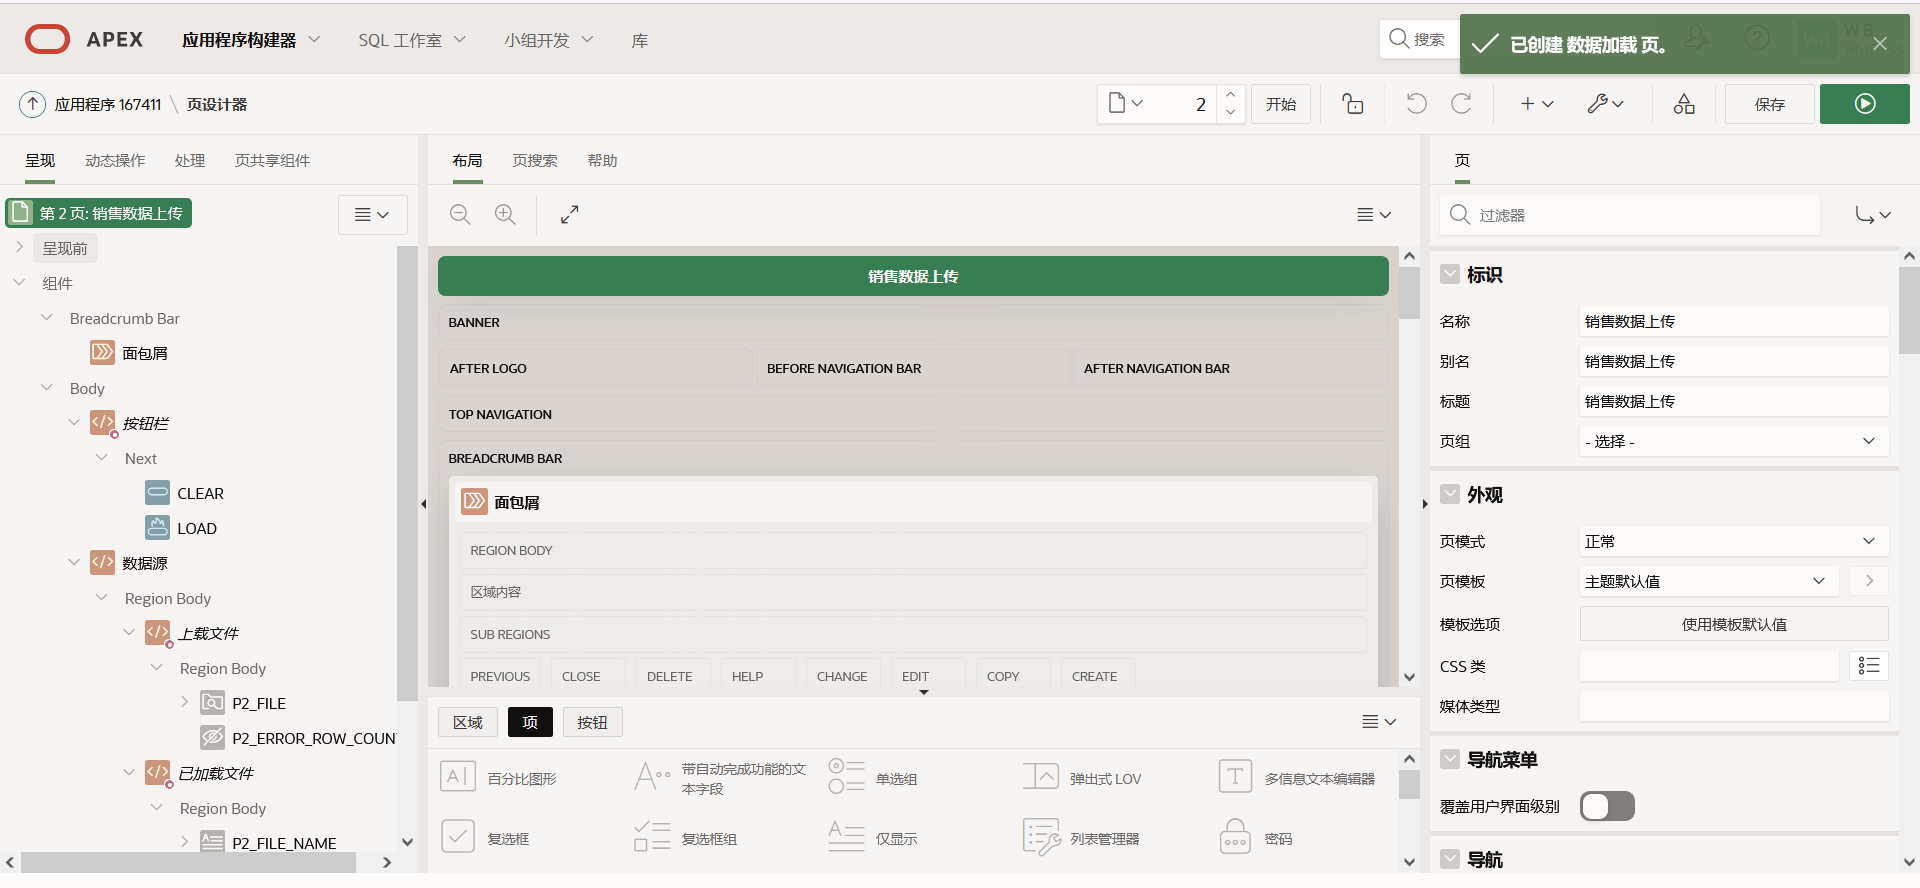 APEX
应用程序构建器
SQL 工作室
小组开发
库
搜索
已创建 数据加载 页。
应用程序 167411 \ 页设计器
2
开始
保存
呈现
动态操作
处理
页共享组件
第 2 页: 销售数据上传
呈现前
组件
Breadcrumb Bar
面包屑
Body
按钮栏
Next
CLEAR
LOAD
数据源
Region Body
上载文件
Region Body
P2_FILE
P2_ERROR_ROW_COUN
已加载文件
Region Body
P2_FILE_NAME
布局
页搜索
帮助
销售数据上传
BANNER
AFTER LOGO
BEFORE NAVIGATION BAR
AFTER NAVIGATION BAR
TOP NAVIGATION
BREADCRUMB BAR
面包屑
REGION BODY
区域内容
SUB REGIONS
PREVIOUS
CLOSE
DELETE
HELP
CHANGE
EDIT
COPY
CREATE
区域
项
按钮
百分比图形
带自动完成功能的文
本字段
单选组
弹出式 LOV
多信息文本编辑器
复选框
复选框组
仅显示
列表管理器
密码
页
过滤器
标识
名称
销售数据上传
别名
销售数据上传
标题
销售数据上传
页组
- 选择 -
外观
页模式
正常
页模板
主题默认值
模板选项
使用模板默认值
CSS 类
媒体类型
导航菜单
覆盖用户界面级别
导航